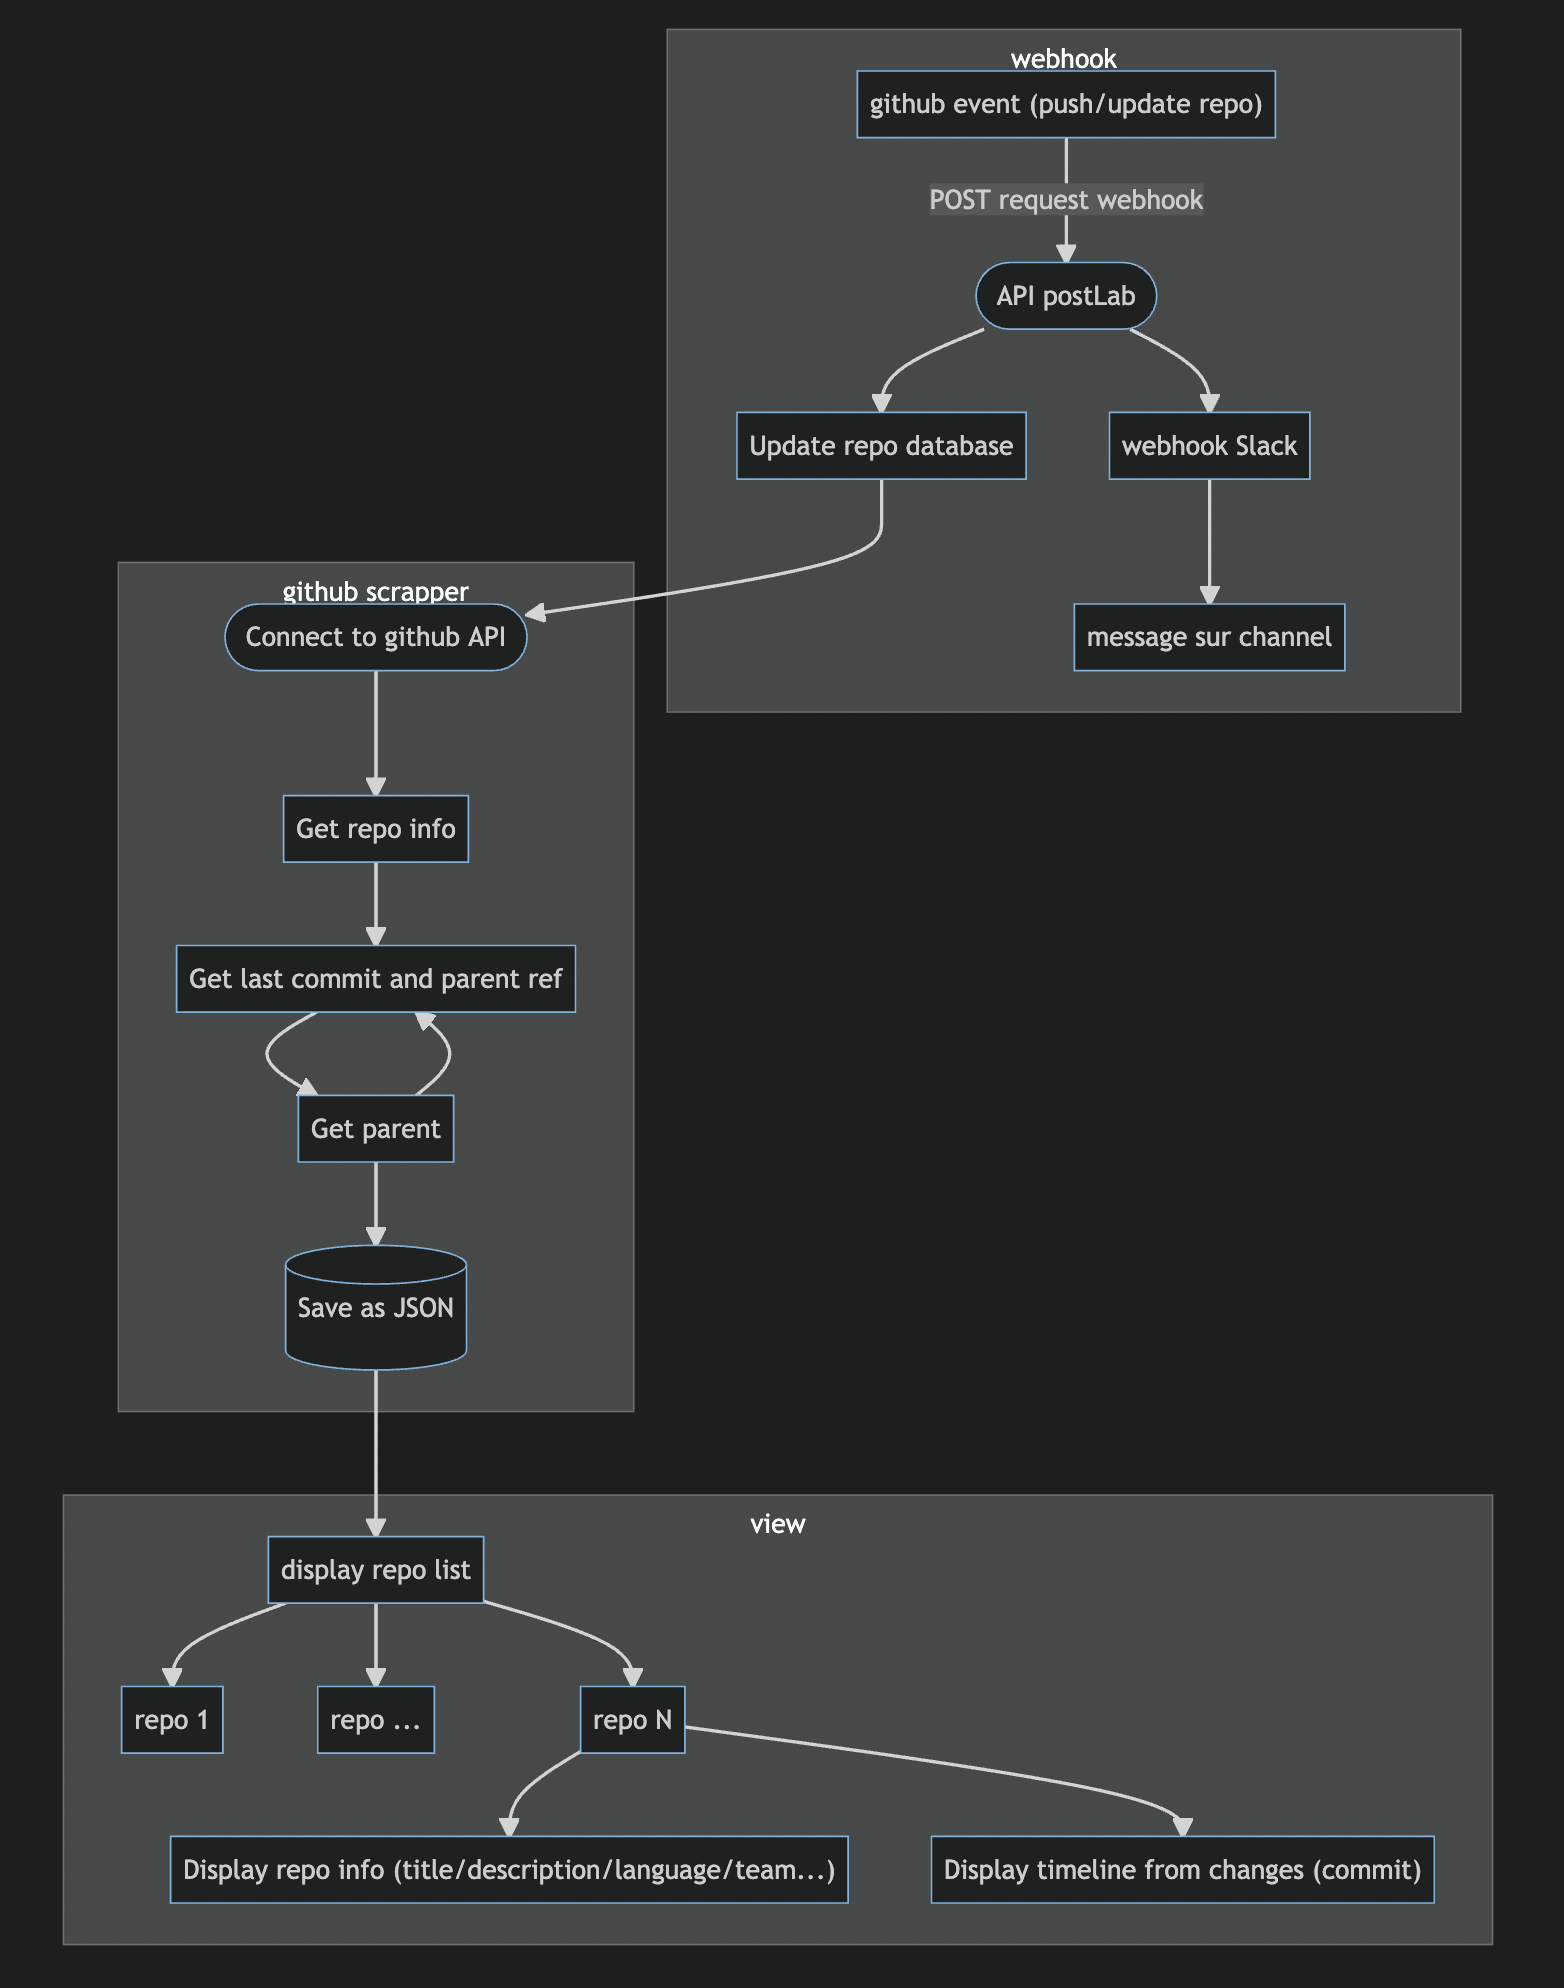 webhook
github event (push/update repo)
POST request webhook
API postLab
Update repo database
webhook Slack
message sur channel
github scrapper
Connect to github API
Get repo info
Get last commit and parent ref
Get parent
Save as JSON
view
display repo list
repo 1
repo ...
repo N
Display repo info (title/description/language/team...)
Display timeline from changes (commit)